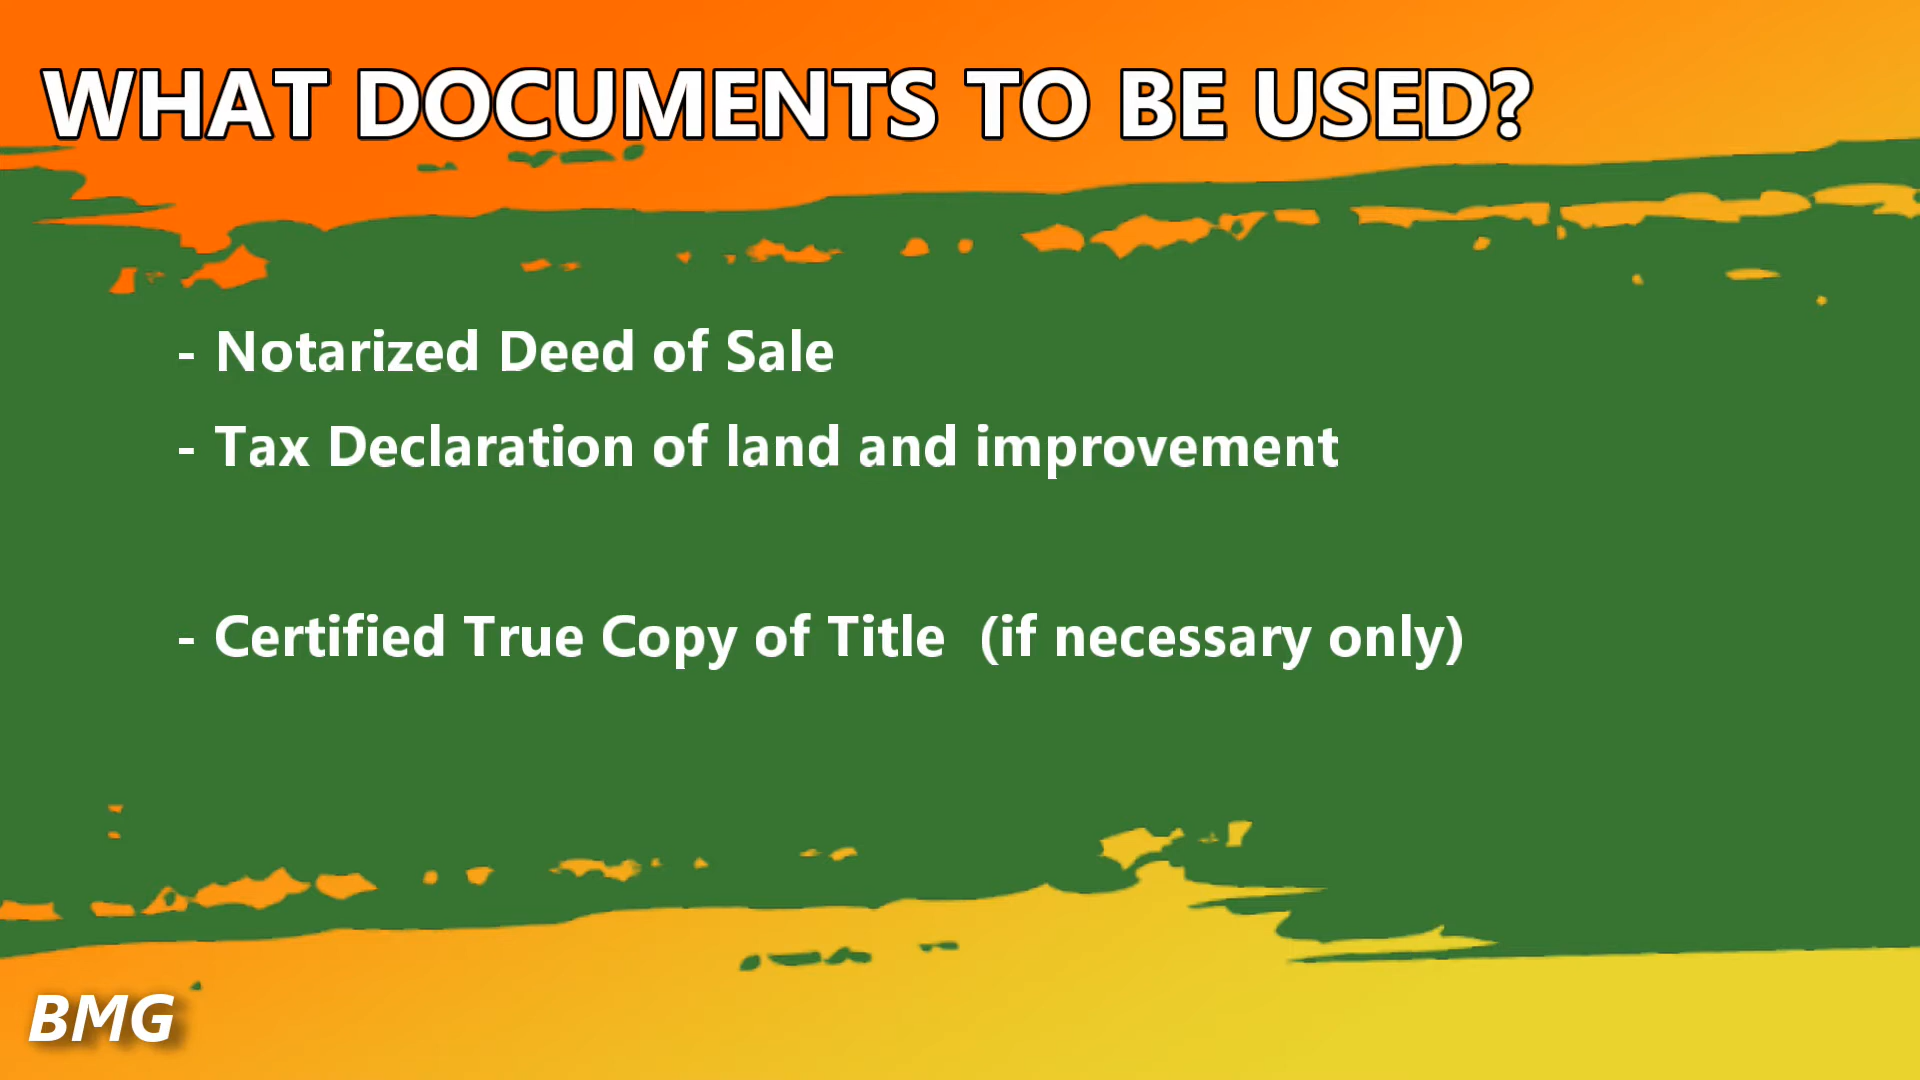 WHAT DOCUMENTS TO BE USED?
- Notarized Deed of Sale
- Tax Declaration of land and improvement
- Certified True Copy of Title  (if necessary only)
BMG